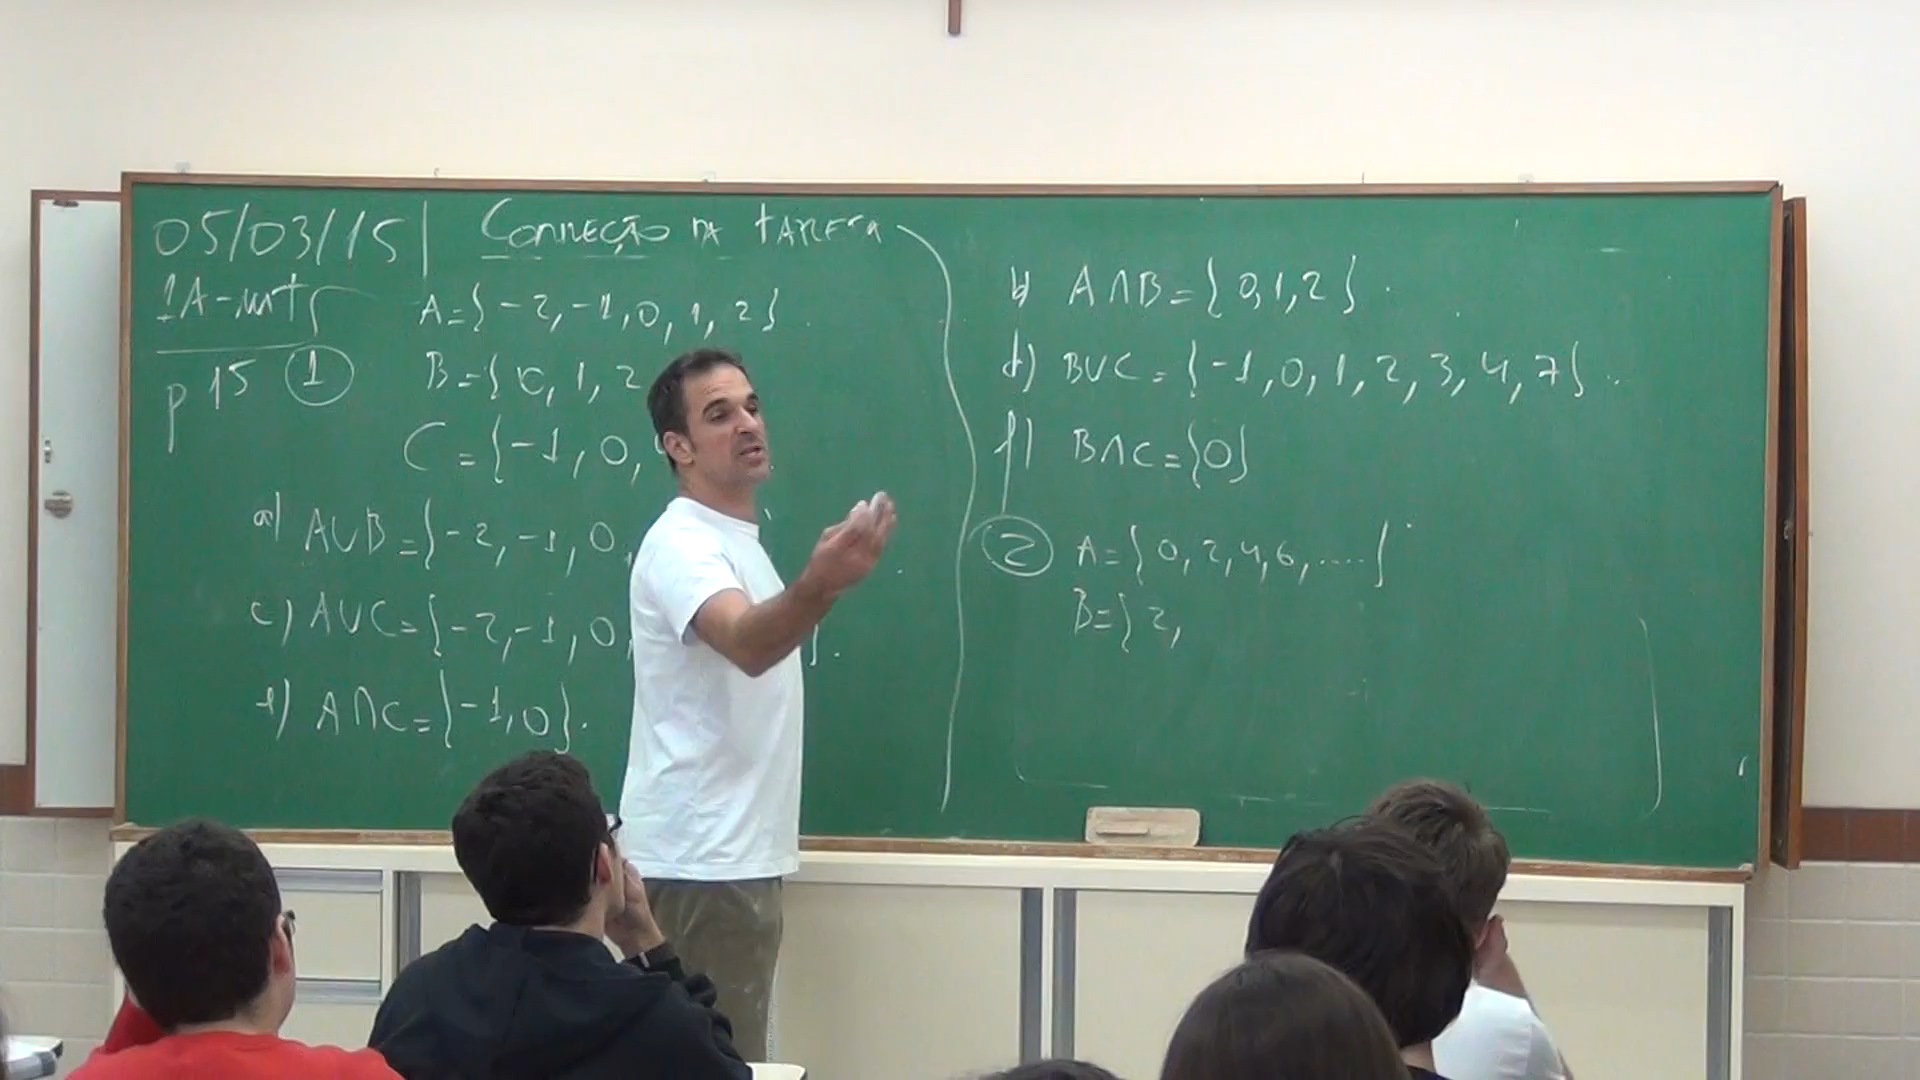 05/03/15 Correção da tarefa
1A - mat
p 15 ①
A={-2,-1,0,1,2}
B={0,1,2
C={-1,0,
a) A∪B={-2,-1,0,
c) A∪C={-2,-1,0
}.
e) A∩C={-1,0}.
b) A∩B={0,1,2}
d) B∪C={-1,0,1,2,3,4,7}
f) B∩C={0}
② A={0,2,4,6,....}
B={2,